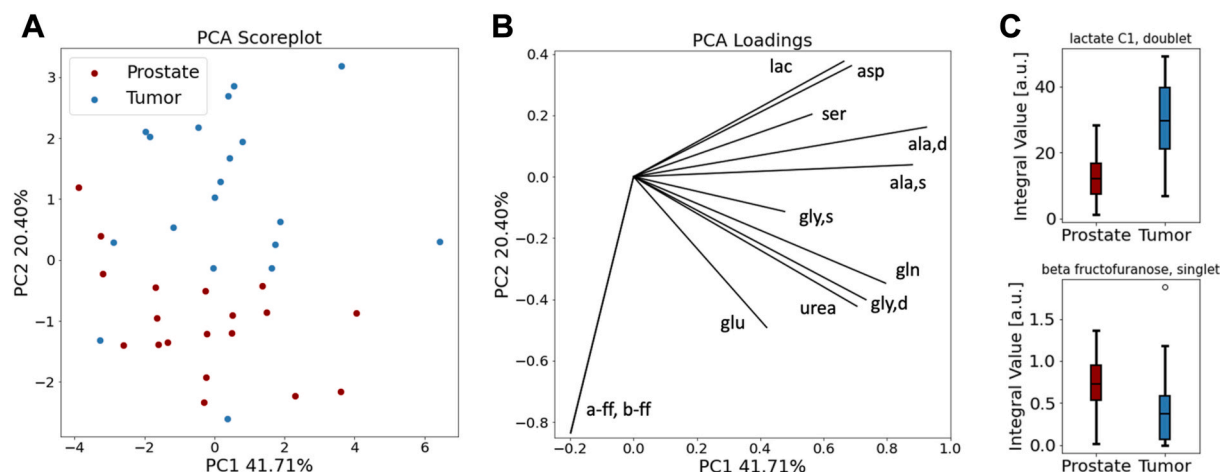 A
PCA Scoreplot
Prostate
Tumor
PC2 20.40%
3
2
1
0
−1
−2
−4
−2
0
2
4
6
PC1 41.71%
B
PCA Loadings
PC2 20.40%
0.4
0.2
0.0
−0.2
−0.4
−0.6
−0.8
lac
asp
ser
ala,d
ala,s
gly,s
gln
gly,d
urea
glu
a-ff, b-ff
−0.2
0.0
0.2
0.4
0.6
0.8
1.0
PC1 41.71%
C
lactate C1, doublet
Integral Value [a.u.]
40
20
0
Prostate Tumor
beta fructofuranose, singlet
Integral Value [a.u.]
1.5
1.0
0.5
0.0
Prostate Tumor